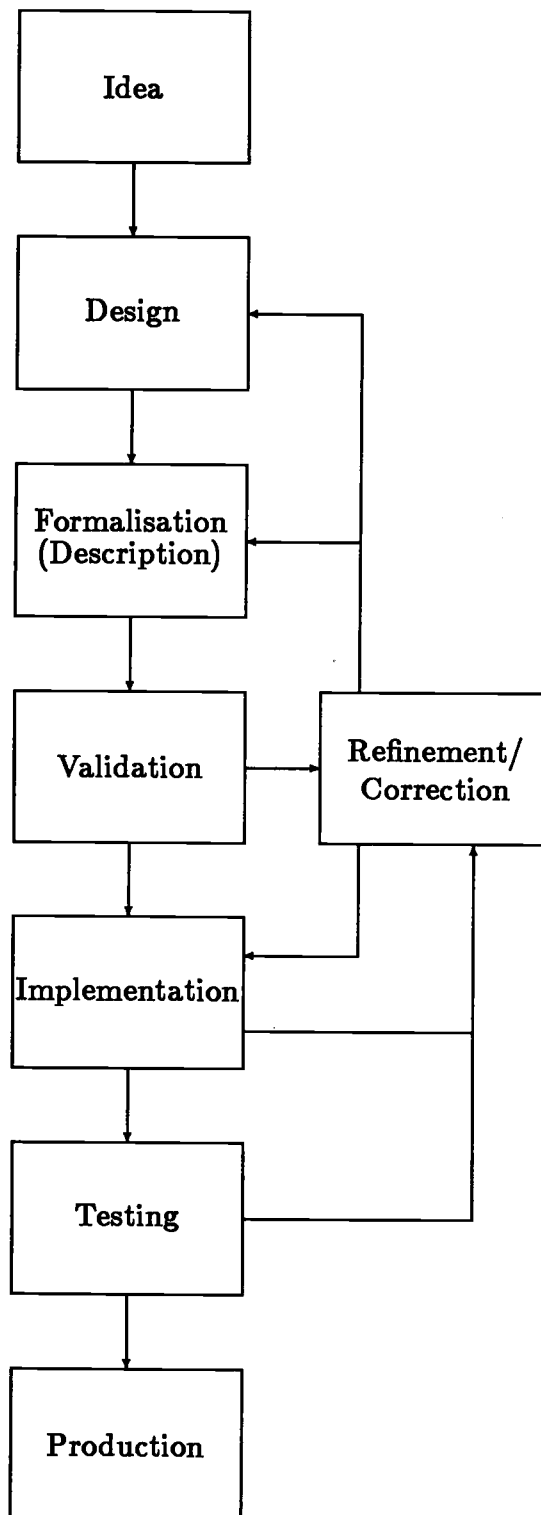 Idea
Design
Formalisation
(Description)
Validation
Refinement/
Correction
Implementation
Testing
Production